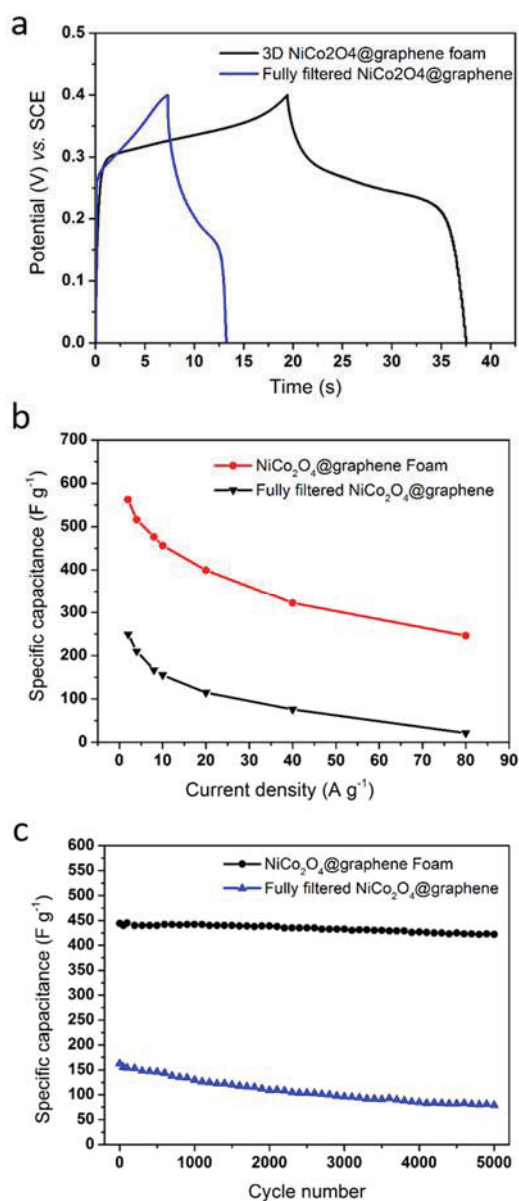 a
3D NiCo2O4@graphene foam
Fully filtered NiCo2O4@graphene
Potential (V) vs. SCE
0.5
0.4
0.3
0.2
0.1
0.0
0 5 10 15 20 25 30 35 40
Time (s)
b
NiCo₂O₄@graphene Foam
Fully filtered NiCo₂O₄@graphene
Specific capacitance (F g⁻¹)
700
600
500
400
300
200
100
0
0 10 20 30 40 50 60 70 80 90
Current density (A g⁻¹)
c
NiCo₂O₄@graphene Foam
Fully filtered NiCo₂O₄@graphene
Specific capacitance (F g⁻¹)
600
550
500
450
400
350
300
250
200
150
100
50
0
0 1000 2000 3000 4000 5000
Cycle number